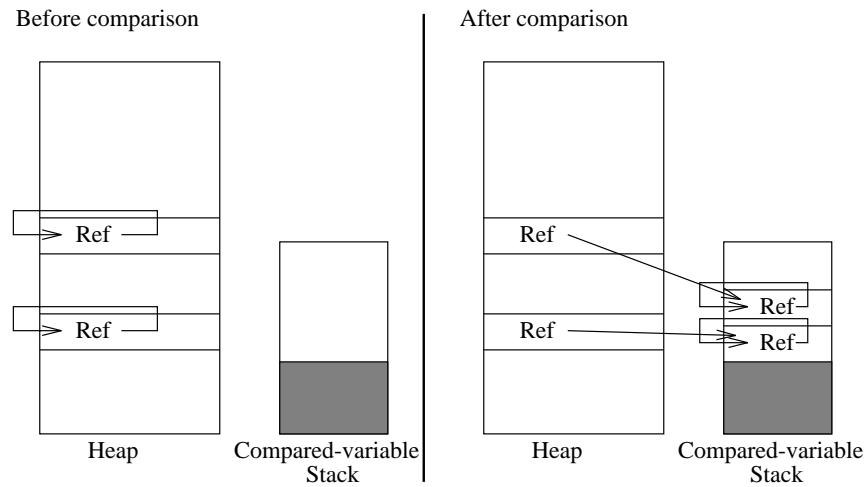 Before comparison
Ref
Ref
Heap
Compared-variable
Stack
After comparison
Ref
Ref
Ref
Ref
Heap
Compared-variable
Stack